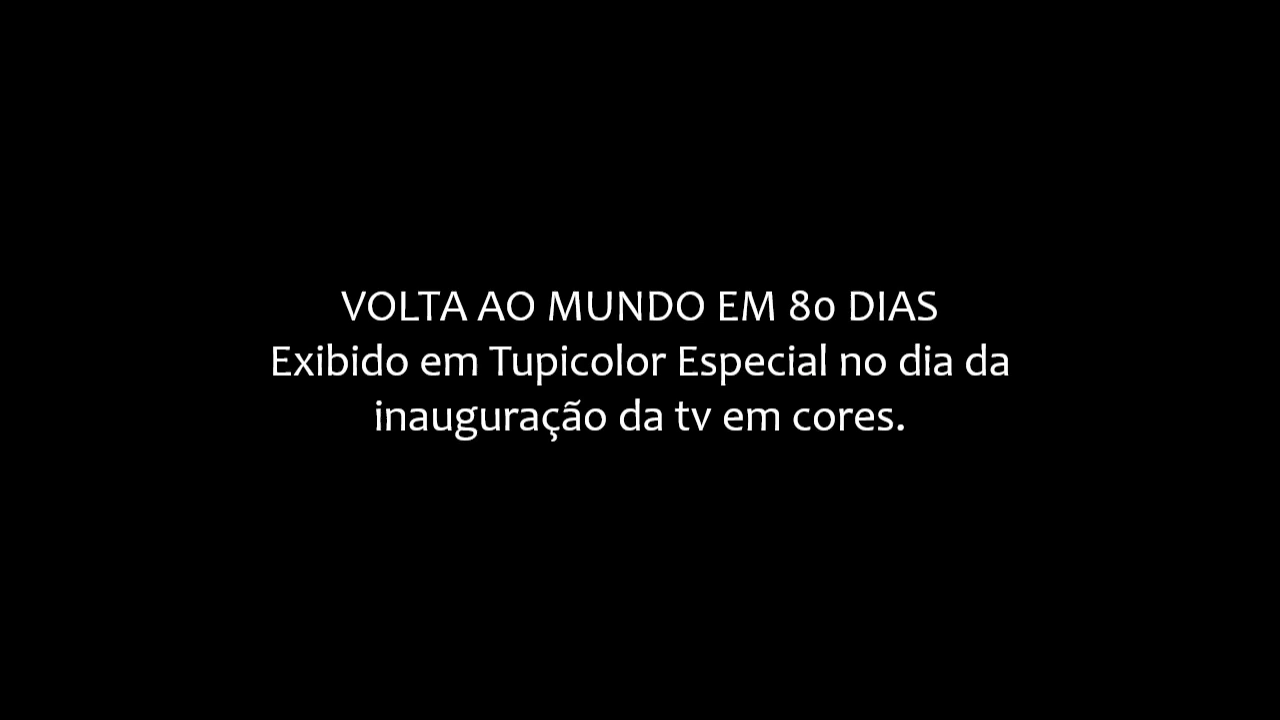 VOLTA AO MUNDO EM 80 DIAS
Exibido em Tupicolor Especial no dia da
inauguração da tv em cores.